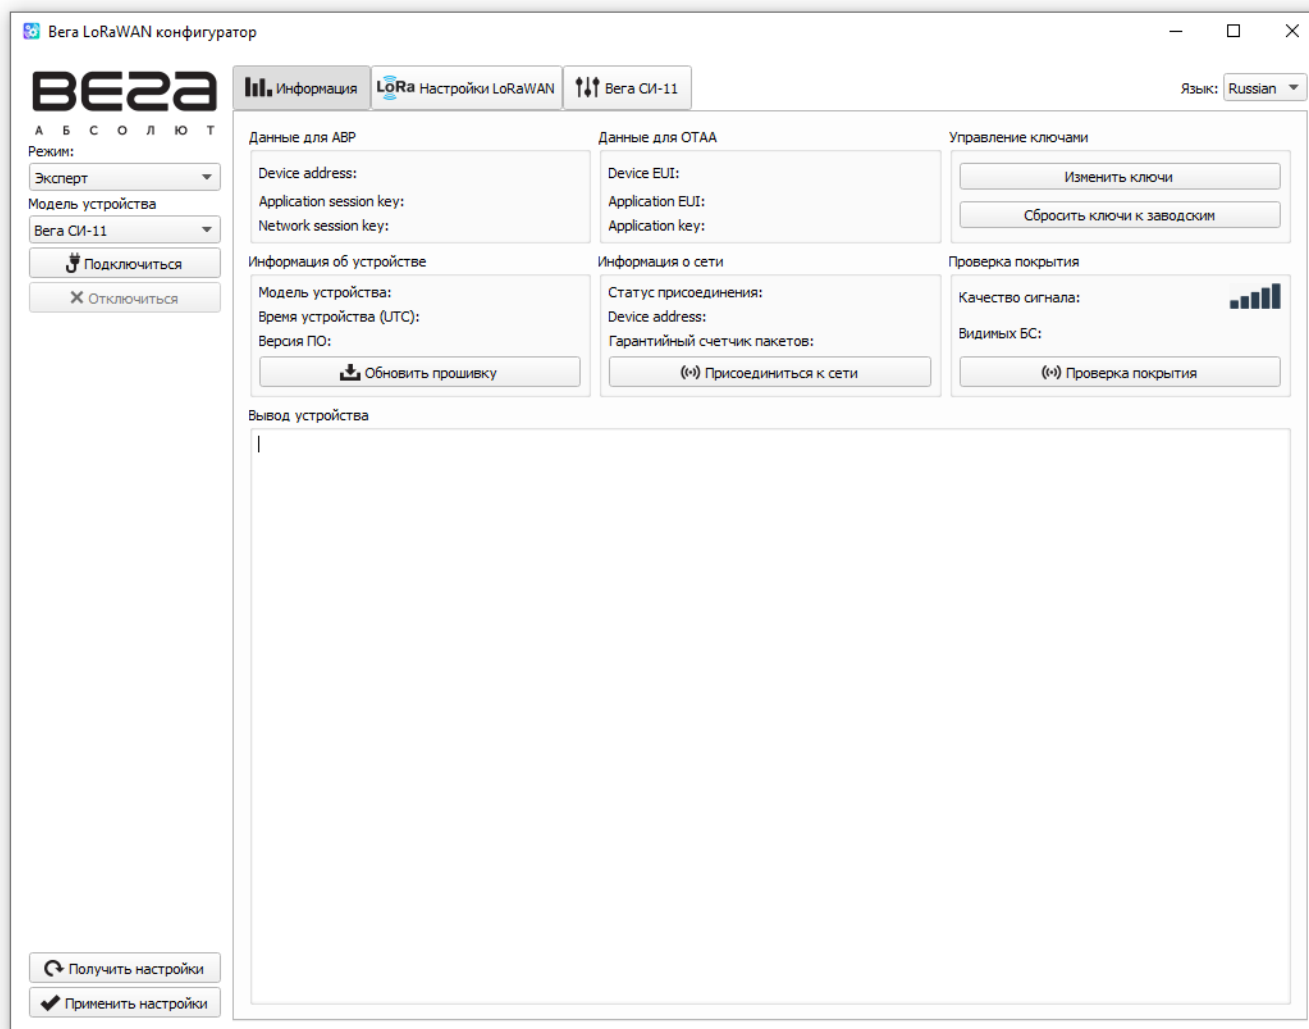 Вега LoRaWAN конфигуратор
ВЕГА
АБСОЛЮТ
Режим:
Эксперт
Модель устройства
Вега СИ-11
Подключиться
Отключиться
Получить настройки
Применить настройки
Информация
LoRa Настройки LoRaWAN
Вега СИ-11
Язык: Russian
Данные для ABP
Device address:
Application session key:
Network session key:
Данные для OTAA
Device EUI:
Application EUI:
Application key:
Управление ключами
Изменить ключи
Сбросить ключи к заводским
Информация об устройстве
Модель устройства:
Время устройства (UTC):
Версия ПО:
Обновить прошивку
Информация о сети
Статус присоединения:
Device address:
Гарантийный счетчик пакетов:
Присоединиться к сети
Проверка покрытия
Качество сигнала:
Видимых БС:
Проверка покрытия
Вывод устройства